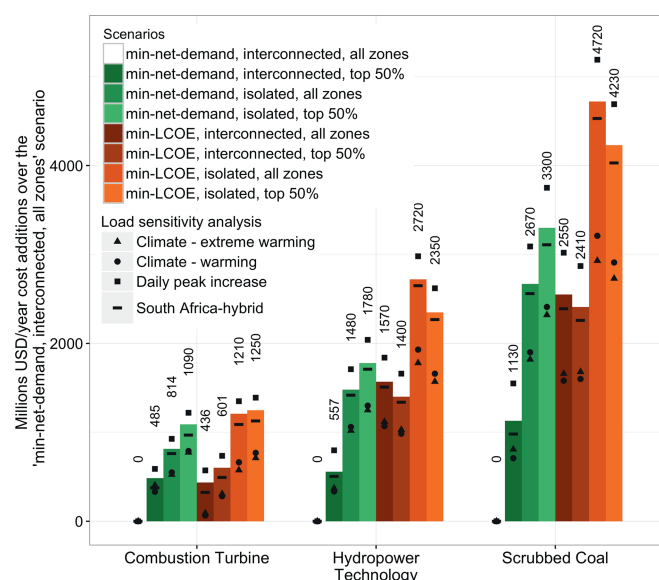 Scenarios
min-net-demand, interconnected, all zones
min-net-demand, interconnected, top 50%
min-net-demand, isolated, all zones
min-net-demand, isolated, top 50%
min-LCOE, interconnected, all zones
min-LCOE, interconnected, top 50%
min-LCOE, isolated, all zones
min-LCOE, isolated, top 50%
Load sensitivity analysis
Climate - extreme warming
Climate - warming
Daily peak increase
South Africa-hybrid
Millions USD/year cost additions over the
'min-net-demand, interconnected, all zones' scenario
4000
2000
0
0
485
814
1090
436
601
1210
1250
0
557
1480
1780
1570
1400
2720
2350
0
1130
2670
3300
2550
2410
4720
4230
Combustion Turbine
Hydropower
Scrubbed Coal
Technology